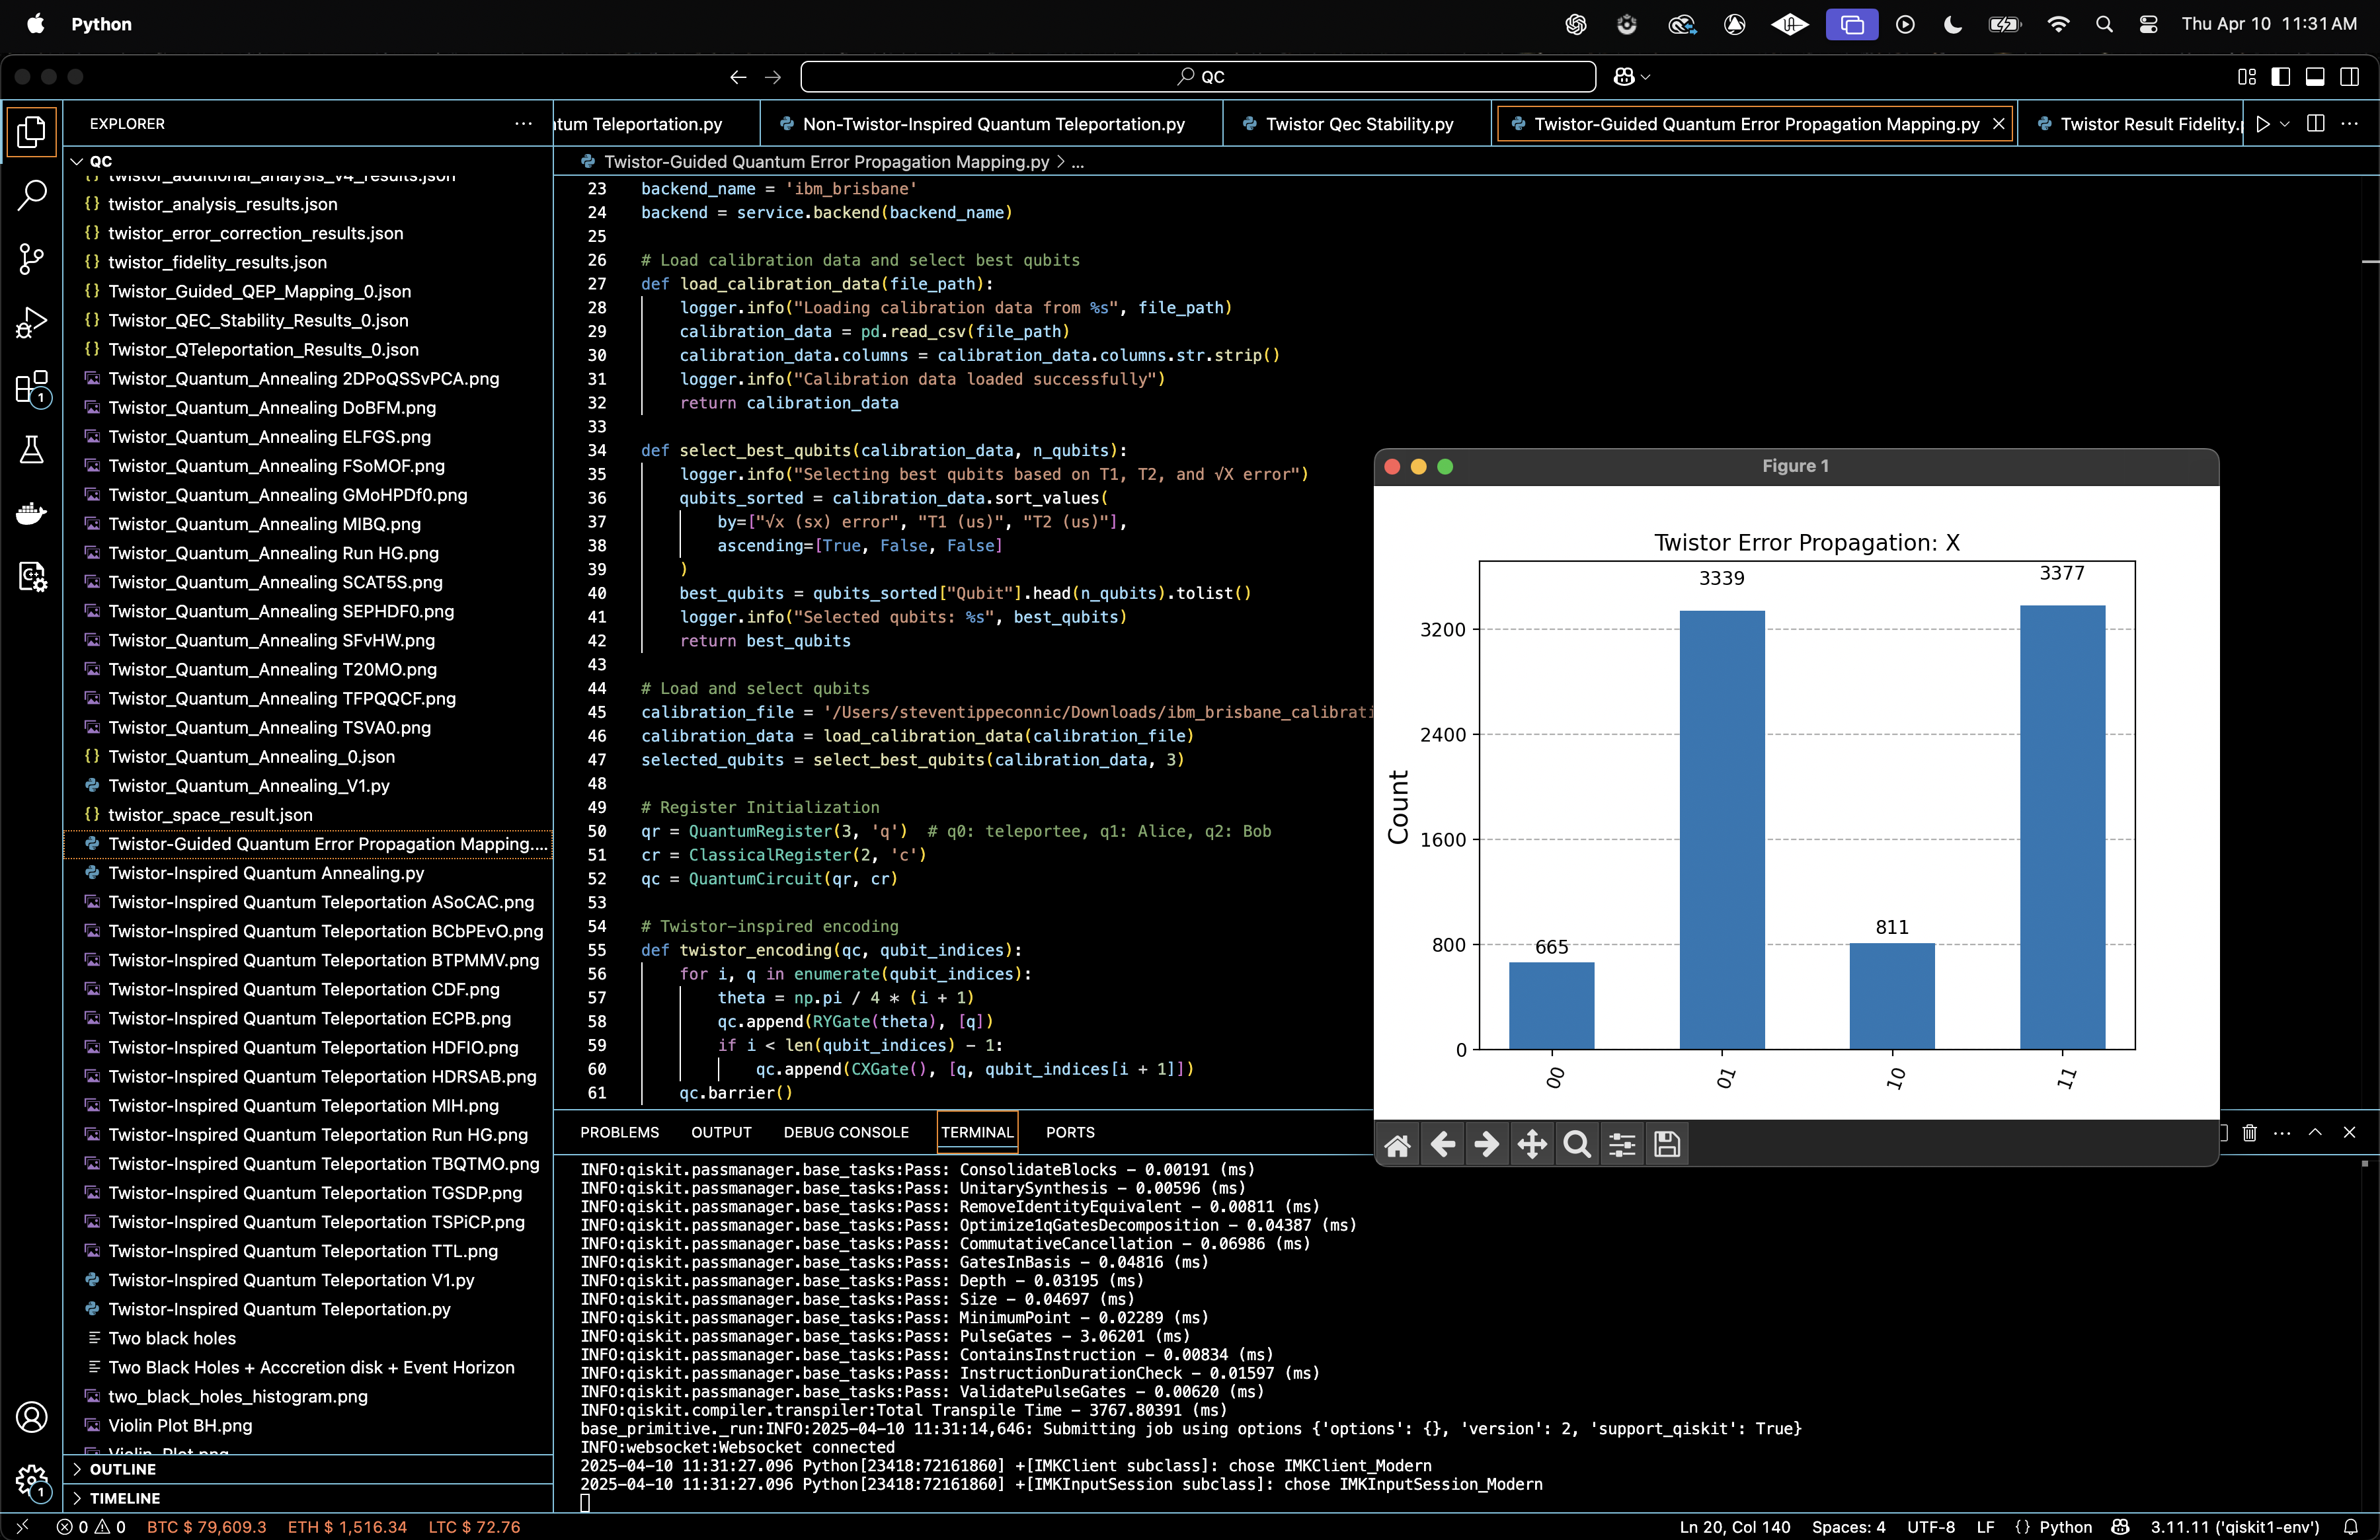 Python
Thu Apr 10 11:31 AM
QC
EXPLORER
QC
twistor_additional_analysis_v4_results.json
twistor_analysis_results.json
twistor_error_correction_results.json
twistor_fidelity_results.json
Twistor_Guided_QEP_Mapping_0.json
Twistor_QEC_Stability_Results_0.json
Twistor_QTeleportation_Results_0.json
Twistor_Quantum_Annealing 2DPoQSSvPCA.png
Twistor_Quantum_Annealing DoBFM.png
Twistor_Quantum_Annealing ELFGS.png
Twistor_Quantum_Annealing FSoMOF.png
Twistor_Quantum_Annealing GMoHPDf0.png
Twistor_Quantum_Annealing MIBQ.png
Twistor_Quantum_Annealing Run HG.png
Twistor_Quantum_Annealing SCAT5S.png
Twistor_Quantum_Annealing SEPHDF0.png
Twistor_Quantum_Annealing SFvHW.png
Twistor_Quantum_Annealing T20MO.png
Twistor_Quantum_Annealing TFPQQCF.png
Twistor_Quantum_Annealing TSVA0.png
Twistor_Quantum_Annealing_0.json
Twistor_Quantum_Annealing_V1.py
twistor_space_result.json
Twistor-Guided Quantum Error Propagation Mapping....
Twistor-Inspired Quantum Annealing.py
Twistor-Inspired Quantum Teleportation ASoCAC.png
Twistor-Inspired Quantum Teleportation BCbPEvO.png
Twistor-Inspired Quantum Teleportation BTPMMV.png
Twistor-Inspired Quantum Teleportation CDF.png
Twistor-Inspired Quantum Teleportation ECPB.png
Twistor-Inspired Quantum Teleportation HDFIO.png
Twistor-Inspired Quantum Teleportation HDRSAB.png
Twistor-Inspired Quantum Teleportation MIH.png
Twistor-Inspired Quantum Teleportation Run HG.png
Twistor-Inspired Quantum Teleportation TBQTMO.png
Twistor-Inspired Quantum Teleportation TGSDP.png
Twistor-Inspired Quantum Teleportation TSPiCP.png
Twistor-Inspired Quantum Teleportation TTL.png
Twistor-Inspired Quantum Teleportation V1.py
Twistor-Inspired Quantum Teleportation.py
Two black holes
Two Black Holes + Acccretion disk + Event Horizon
two_black_holes_histogram.png
Violin Plot BH.png
Violin_Plot.png
OUTLINE
TIMELINE
1
1
tum Teleportation.py
Non-Twistor-Inspired Quantum Teleportation.py
Twistor Qec Stability.py
Twistor-Guided Quantum Error Propagation Mapping.py
Twistor Result Fidelity.
Twistor-Guided Quantum Error Propagation Mapping.py > ...
23 backend_name = 'ibm_brisbane'
24 backend = service.backend(backend_name)
25
26 # Load calibration data and select best qubits
27 def load_calibration_data(file_path):
28 logger.info("Loading calibration data from %s", file_path)
29 calibration_data = pd.read_csv(file_path)
30 calibration_data.columns = calibration_data.columns.str.strip()
31 logger.info("Calibration data loaded successfully")
32 return calibration_data
33
34 def select_best_qubits(calibration_data, n_qubits):
35 logger.info("Selecting best qubits based on T1, T2, and √X error")
36 qubits_sorted = calibration_data.sort_values(
37 by=["√x (sx) error", "T1 (us)", "T2 (us)"],
38 ascending=[True, False, False]
39 )
40 best_qubits = qubits_sorted["Qubit"].head(n_qubits).tolist()
41 logger.info("Selected qubits: %s", best_qubits)
42 return best_qubits
43
44 # Load and select qubits
45 calibration_file = '/Users/steventippeconnic/Downloads/ibm_brisbane_calibrati
46 calibration_data = load_calibration_data(calibration_file)
47 selected_qubits = select_best_qubits(calibration_data, 3)
48
49 # Register Initialization
50 qr = QuantumRegister(3, 'q') # q0: teleportee, q1: Alice, q2: Bob
51 cr = ClassicalRegister(2, 'c')
52 qc = QuantumCircuit(qr, cr)
53
54 # Twistor-inspired encoding
55 def twistor_encoding(qc, qubit_indices):
56 for i, q in enumerate(qubit_indices):
57 theta = np.pi / 4 * (i + 1)
58 qc.append(RYGate(theta), [q])
59 if i < len(qubit_indices) - 1:
60 qc.append(CXGate(), [q, qubit_indices[i + 1]])
61 qc.barrier()
Figure 1
Twistor Error Propagation: X
Count
3200
2400
1600
800
0
665
3339
811
3377
00
01
10
11
PROBLEMS
OUTPUT
DEBUG CONSOLE
TERMINAL
PORTS
INFO:qiskit.passmanager.base_tasks:Pass: ConsolidateBlocks - 0.00191 (ms)
INFO:qiskit.passmanager.base_tasks:Pass: UnitarySynthesis - 0.00596 (ms)
INFO:qiskit.passmanager.base_tasks:Pass: RemoveIdentityEquivalent - 0.00811 (ms)
INFO:qiskit.passmanager.base_tasks:Pass: Optimize1qGatesDecomposition - 0.04387 (ms)
INFO:qiskit.passmanager.base_tasks:Pass: CommutativeCancellation - 0.06986 (ms)
INFO:qiskit.passmanager.base_tasks:Pass: GatesInBasis - 0.04816 (ms)
INFO:qiskit.passmanager.base_tasks:Pass: Depth - 0.03195 (ms)
INFO:qiskit.passmanager.base_tasks:Pass: Size - 0.04697 (ms)
INFO:qiskit.passmanager.base_tasks:Pass: MinimumPoint - 0.02289 (ms)
INFO:qiskit.passmanager.base_tasks:Pass: PulseGates - 3.06201 (ms)
INFO:qiskit.passmanager.base_tasks:Pass: ContainsInstruction - 0.00834 (ms)
INFO:qiskit.passmanager.base_tasks:Pass: InstructionDurationCheck - 0.01597 (ms)
INFO:qiskit.passmanager.base_tasks:Pass: ValidatePulseGates - 0.00620 (ms)
INFO:qiskit.compiler.transpiler:Total Transpile Time - 3767.80391 (ms)
base_primitive._run:INFO:2025-04-10 11:31:14,646: Submitting job using options {'options': {}, 'version': 2, 'support_qiskit': True}
INFO:websocket:Websocket connected
2025-04-10 11:31:27.096 Python[23418:72161860] +[IMKClient subclass]: chose IMKClient_Modern
2025-04-10 11:31:27.096 Python[23418:72161860] +[IMKInputSession subclass]: chose IMKInputSession_Modern
0 0
BTC $ 79,609.3
ETH $ 1,516.34
LTC $ 72.76
Ln 20, Col 140
Spaces: 4
UTF-8
LF
{} Python
3.11.11 ('qiskit1-env')